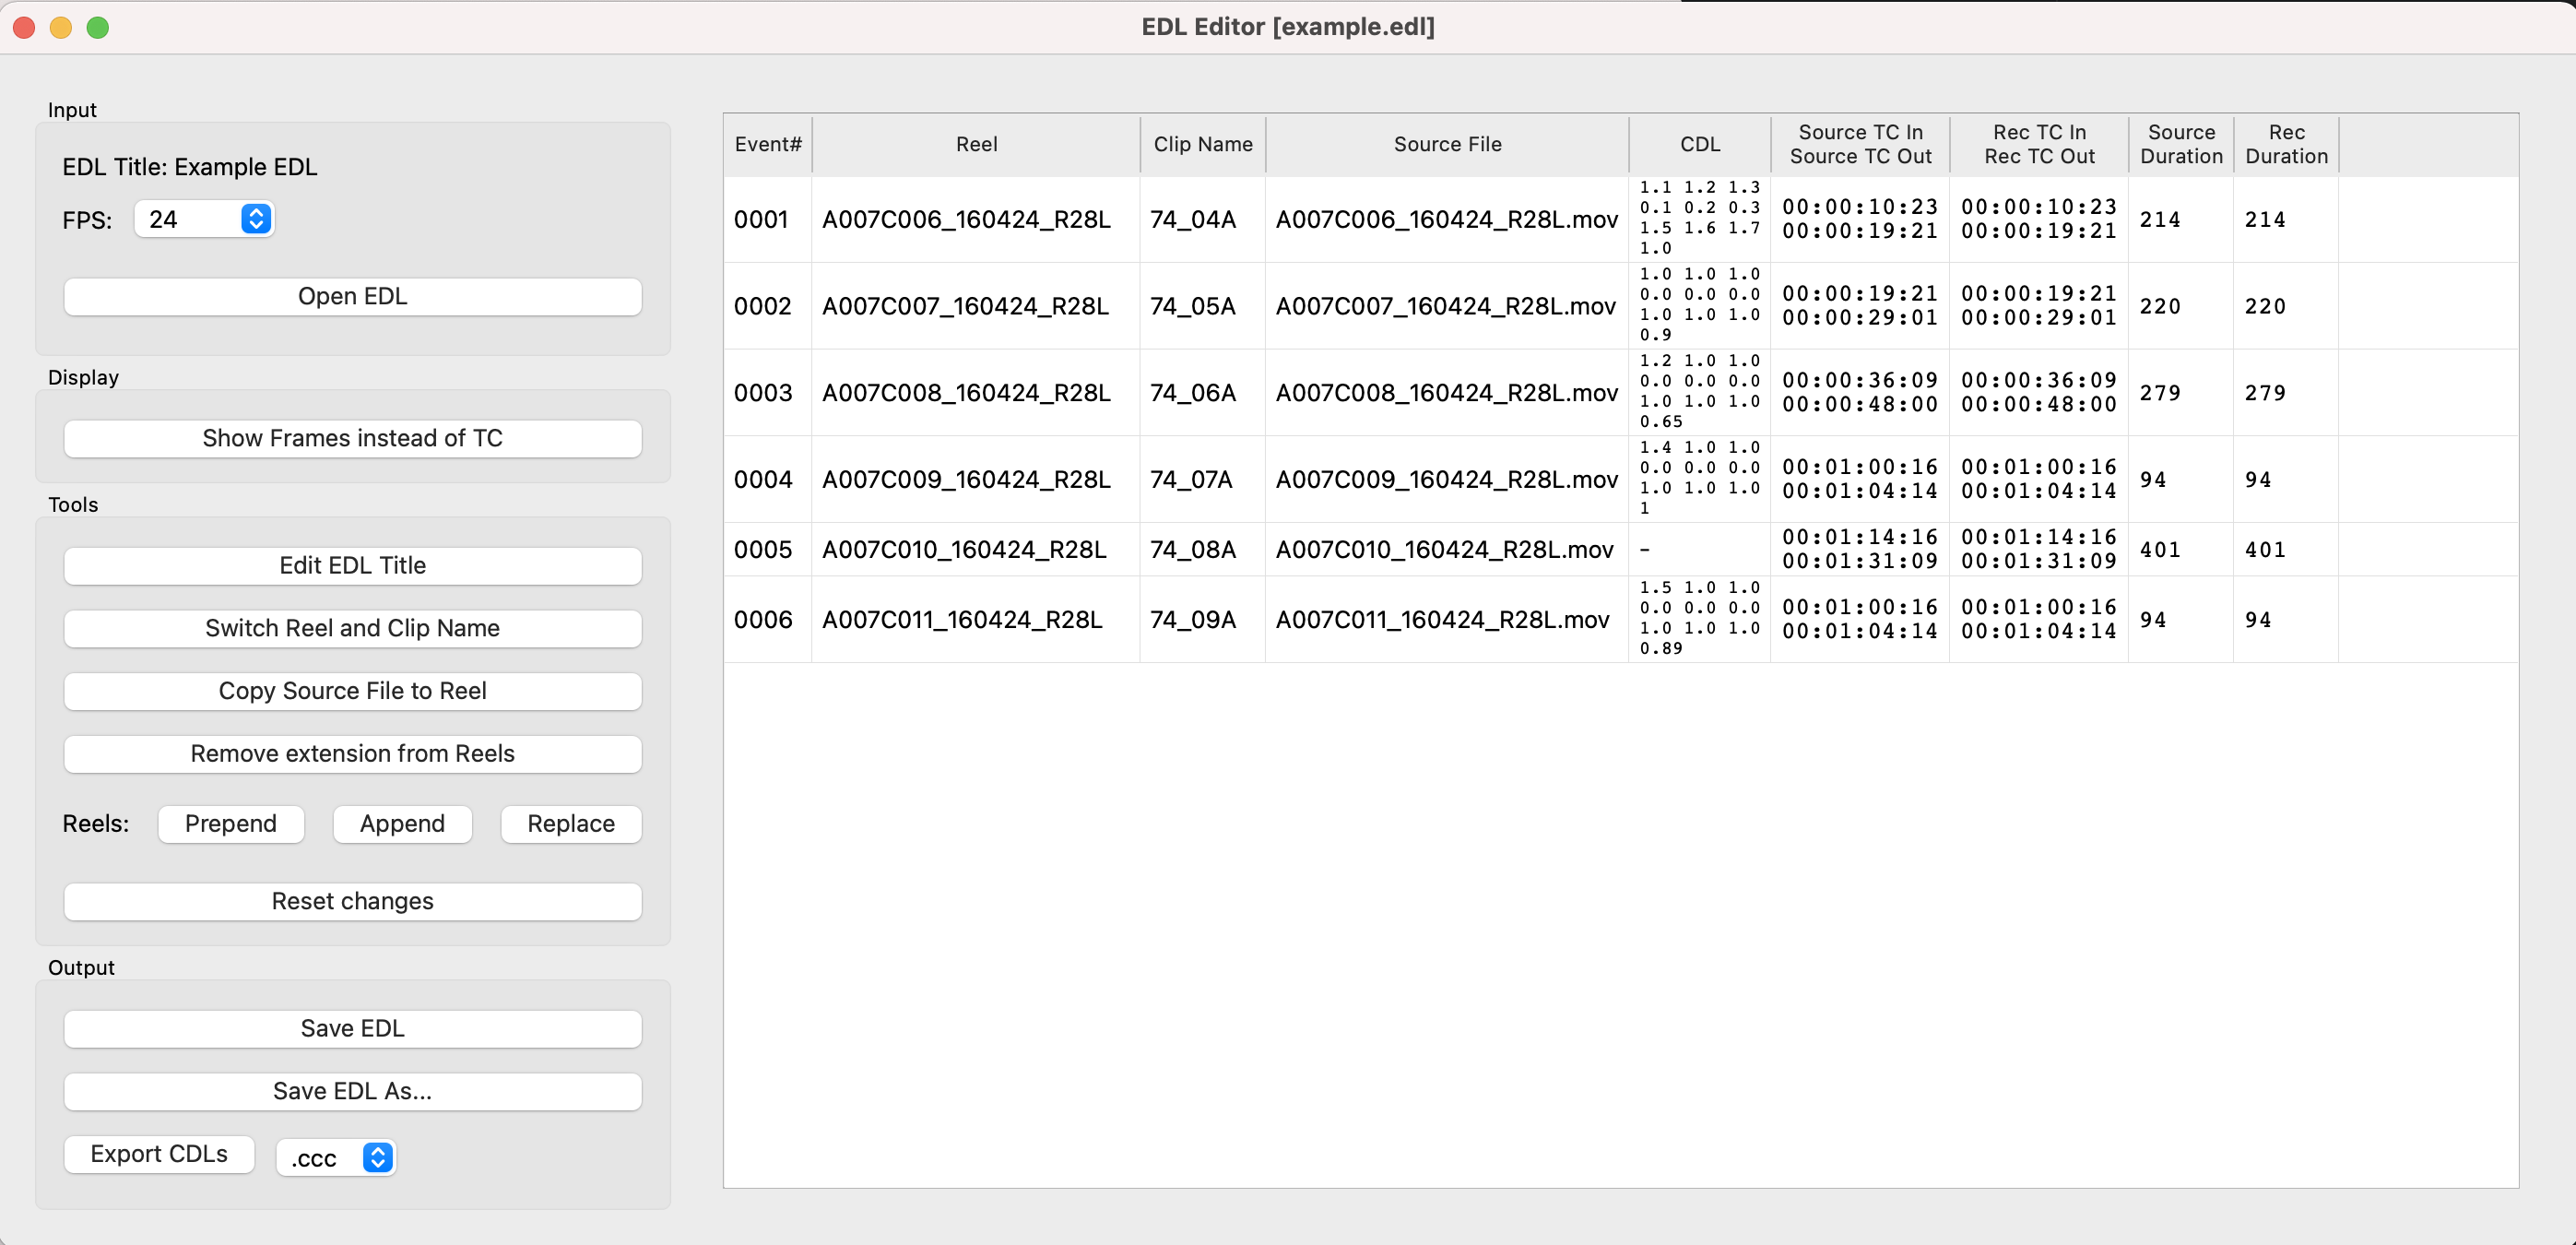 EDL Editor [example.edl]
Input
EDL Title: Example EDL
FPS: 24
Open EDL
Display
Show Frames instead of TC
Tools
Edit EDL Title
Switch Reel and Clip Name
Copy Source File to Reel
Remove extension from Reels
Reels: Prepend Append Replace
Reset changes
Output
Save EDL
Save EDL As...
Export CDLs .ccc
Event# Reel Clip Name Source File CDL Source TC In Rec TC In Source Rec
Source TC Out Rec TC Out Duration Duration
1.1 1.2 1.3
0001 A007C006_160424_R28L 74_04A A007C006_160424_R28L.mov 0.1 0.2 0.3 00:00:10:23 00:00:10:23 214 214
1.5 1.6 1.7 00:00:19:21 00:00:19:21
1.0
1.0 1.0 1.0
0002 A007C007_160424_R28L 74_05A A007C007_160424_R28L.mov 0.0 0.0 0.0 00:00:19:21 00:00:19:21 220 220
1.0 1.0 1.0 00:00:29:01 00:00:29:01
0.9
1.2 1.0 1.0
0003 A007C008_160424_R28L 74_06A A007C008_160424_R28L.mov 0.0 0.0 0.0 00:00:36:09 00:00:36:09 279 279
1.0 1.0 1.0 00:00:48:00 00:00:48:00
0.65
1.4 1.0 1.0
0004 A007C009_160424_R28L 74_07A A007C009_160424_R28L.mov 0.0 0.0 0.0 00:01:00:16 00:01:00:16 94 94
1.0 1.0 1.0 00:01:04:14 00:01:04:14
1
0005 A007C010_160424_R28L 74_08A A007C010_160424_R28L.mov - 00:01:14:16 00:01:14:16 401 401
00:01:31:09 00:01:31:09
1.5 1.0 1.0
0006 A007C011_160424_R28L 74_09A A007C011_160424_R28L.mov 0.0 0.0 0.0 00:01:00:16 00:01:00:16 94 94
1.0 1.0 1.0 00:01:04:14 00:01:04:14
0.89